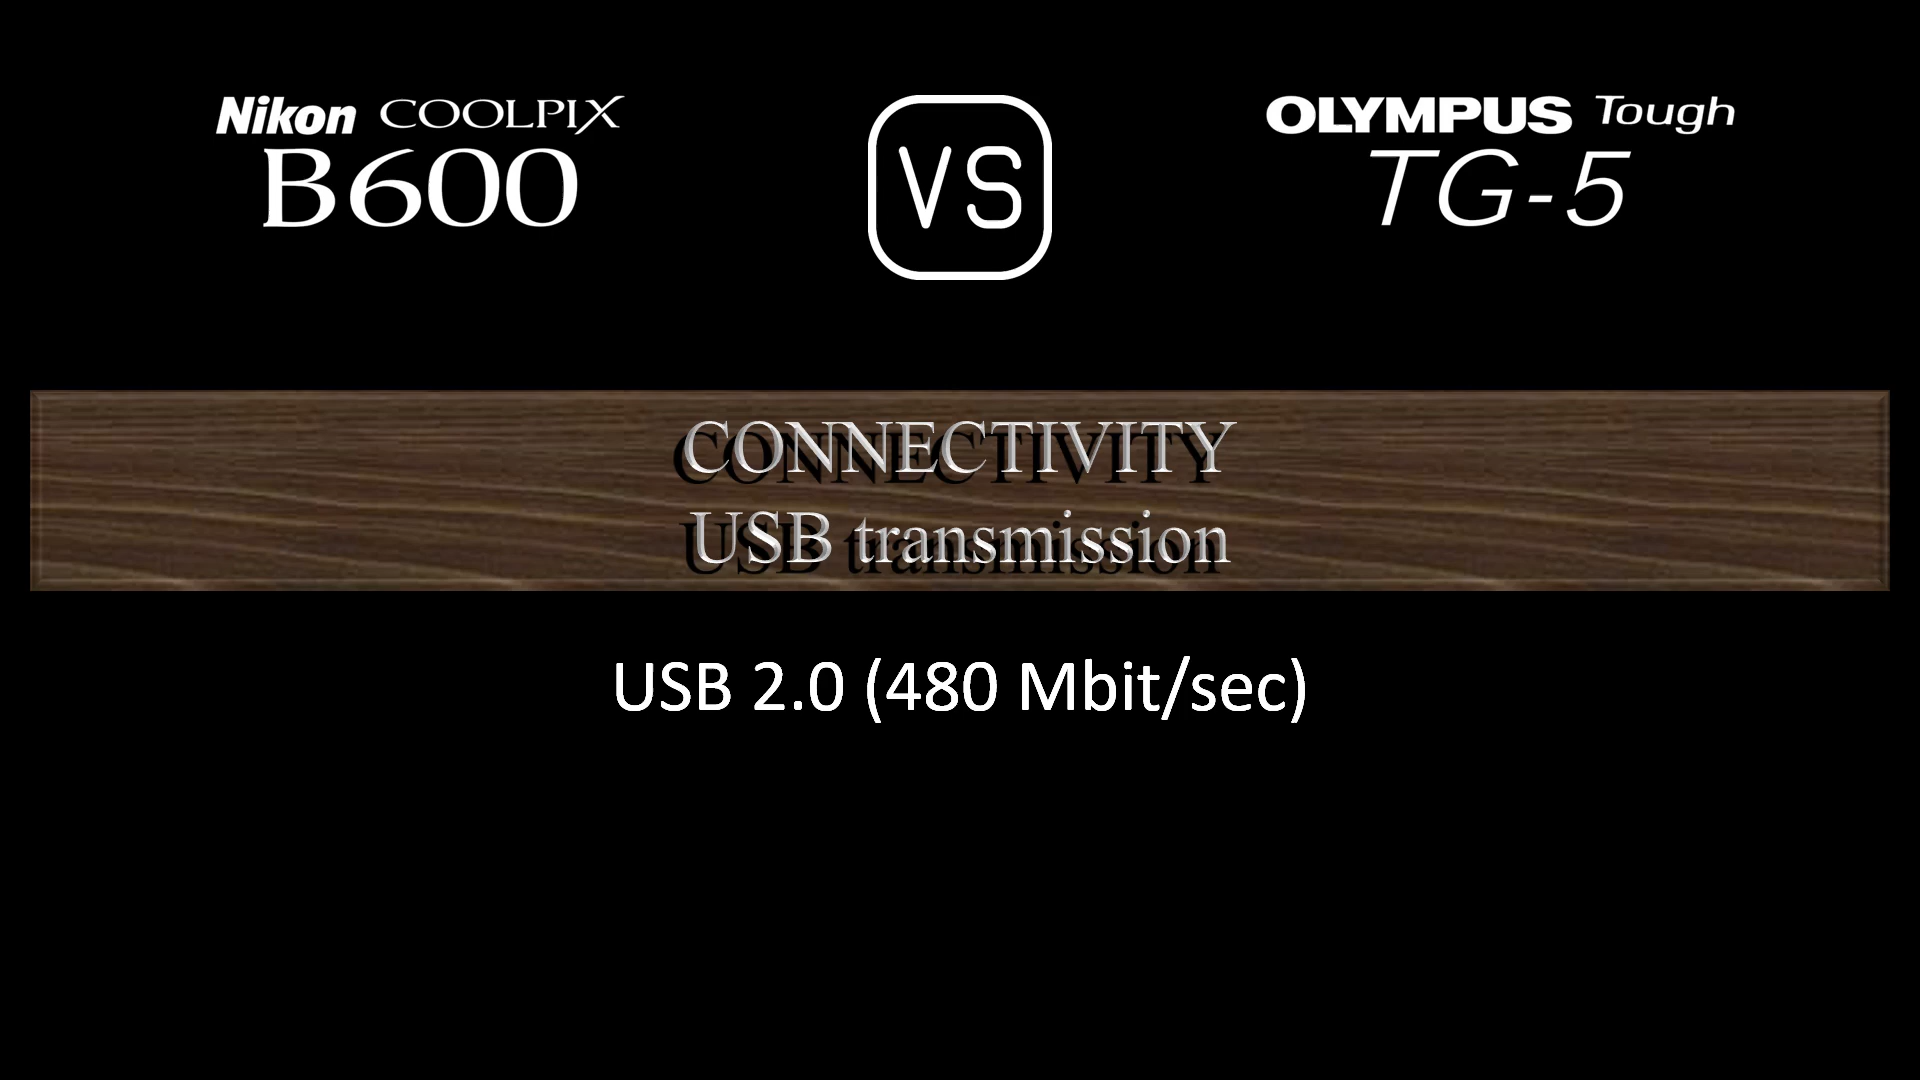 Nikon COOLPIX
B600
VS
OLYMPUS Tough
TG-5
CONNECTIVITY
USB transmission
USB 2.0 (480 Mbit/sec)